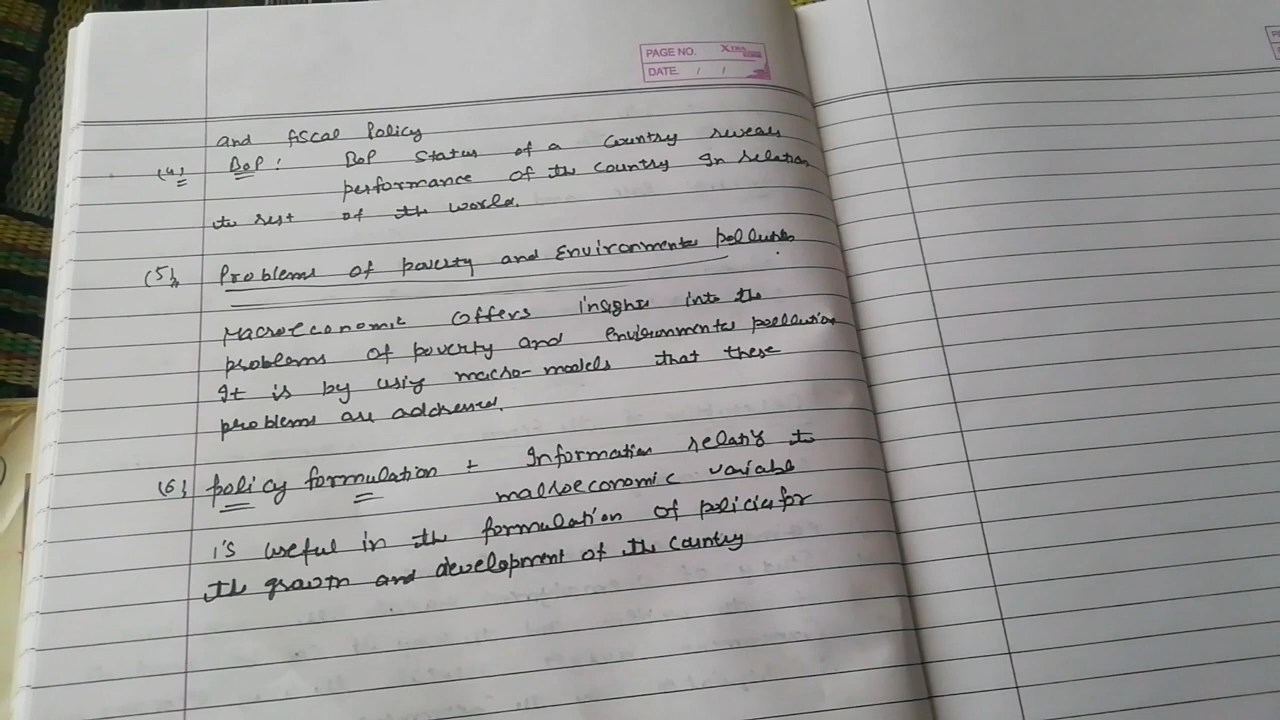 PAGE NO.
DATE / /
and fiscal Policy
(4) BoP : BoP Status of a Country reveals
performance of the country In relation
to rest of the world.
(5) Problems of poverty and Environmental pollution
Macroeconomic offers insights into the
problems of poverty and environmental pollution
It is by using macro-models that these
problems are addressed.
(6) policy formulation : Information relating to
macroeconomic variable
is useful in the formulation of policies for
the growth and development of the country